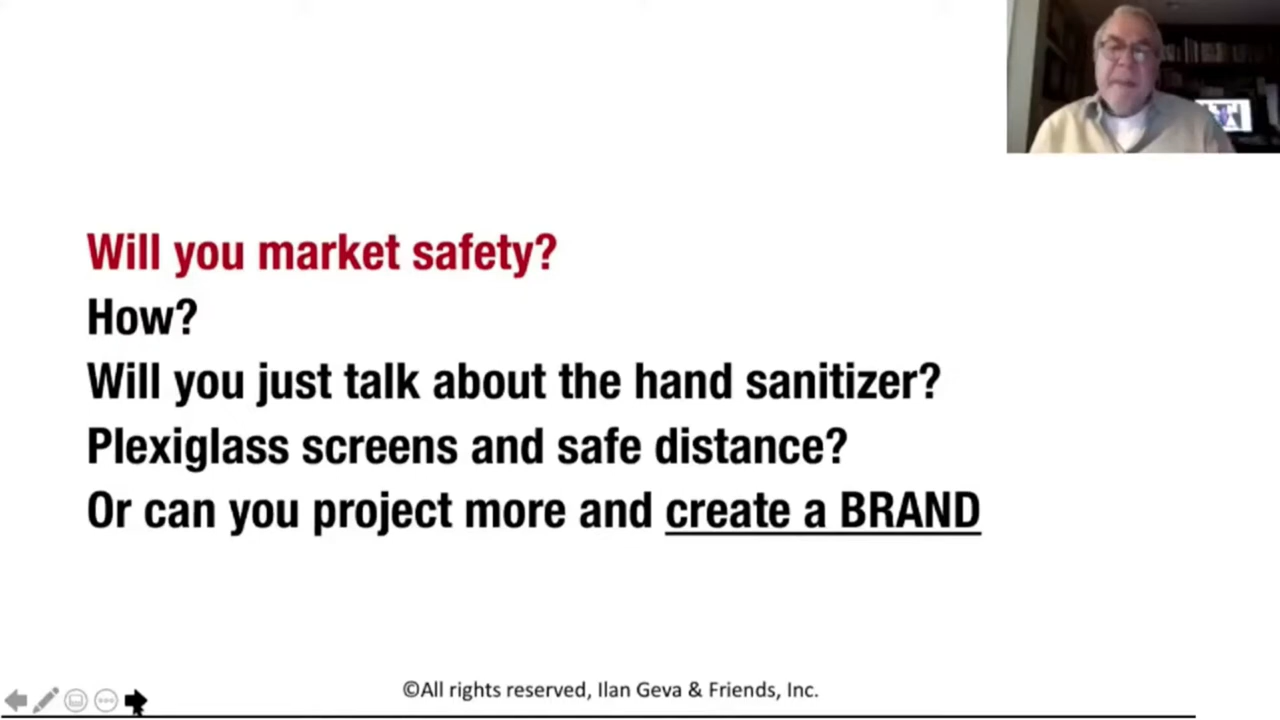 Will you market safety?
How?
Will you just talk about the hand sanitizer?
Plexiglass screens and safe distance?
Or can you project more and create a BRAND
©All rights reserved, Ilan Geva & Friends, Inc.